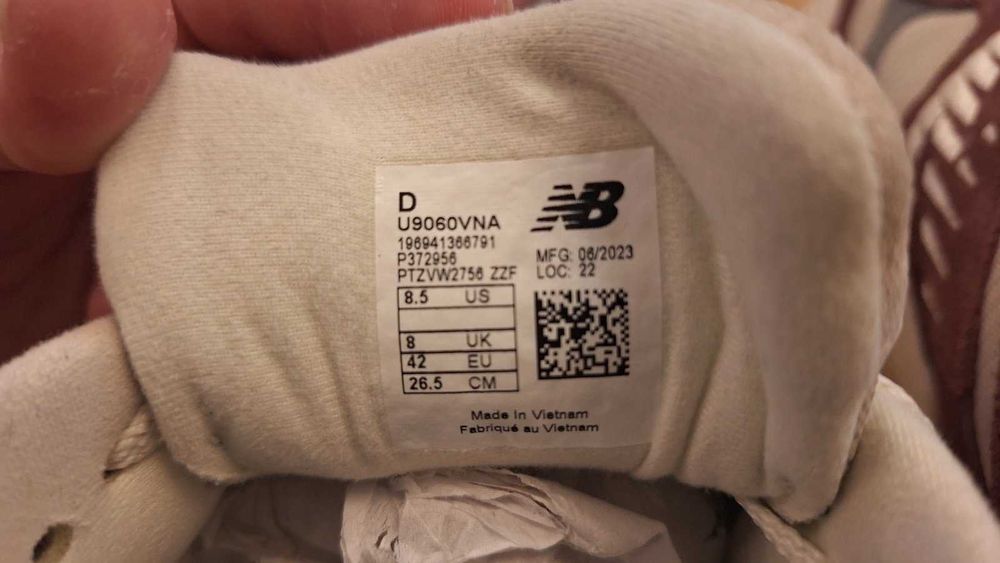 D
U9060VNA
196941366791
P372956
PTZVW2756 ZZF
NB
MFG: 06/2023
LOC: 22
8.5 US
8 UK
42 EU
26.5 CM
Made In Vietnam
Fabriqué au Vietnam